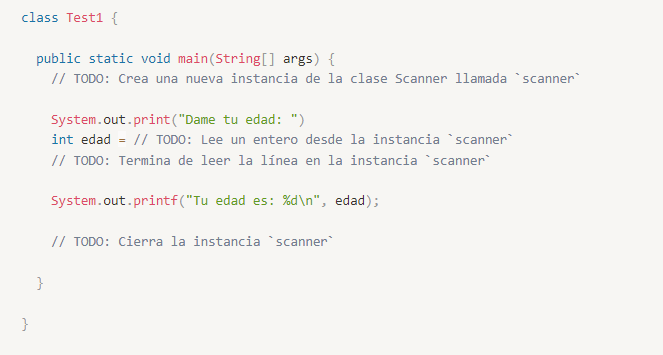 class Test1 {
public static void main(String[] args) {
// TODO: Crea una nueva instancia de la clase Scanner llamada `scanner`
System.out.print("Dame tu edad: ")
int edad = // TODO: Lee un entero desde la instancia `scanner`
// TODO: Termina de leer la línea en la instancia `scanner`
System.out.printf("Tu edad es: %d\n", edad);
// TODO: Cierra la instancia `scanner`
}
}